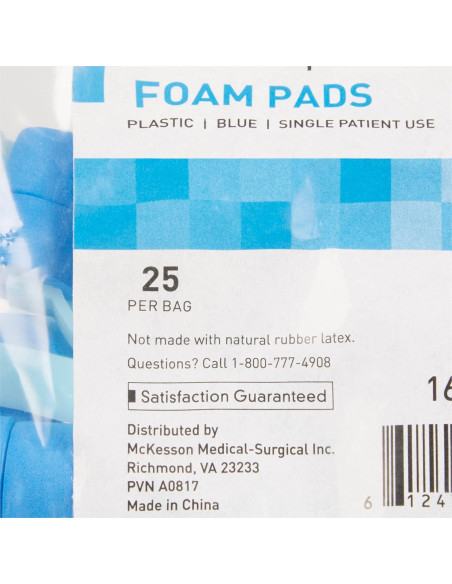 FOAM PADS
PLASTIC | BLUE | SINGLE PATIENT USE
25
PER BAG
Not made with natural rubber latex.
Questions? Call 1-800-777-4908
Satisfaction Guaranteed
16
Distributed by
McKesson Medical-Surgical Inc.
Richmond, VA 23233
PVN A0817
Made in China
6 124